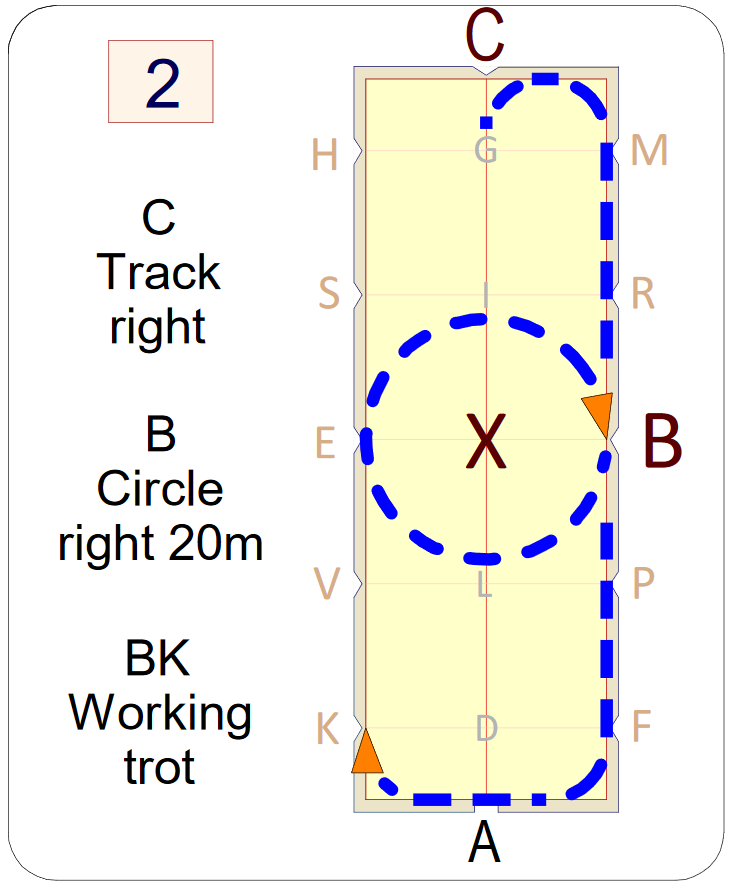 2
C
Track
right
B
Circle
right 20m
BK
Working
trot
C
H G M
S I R
E X B
V L P
K D F
A